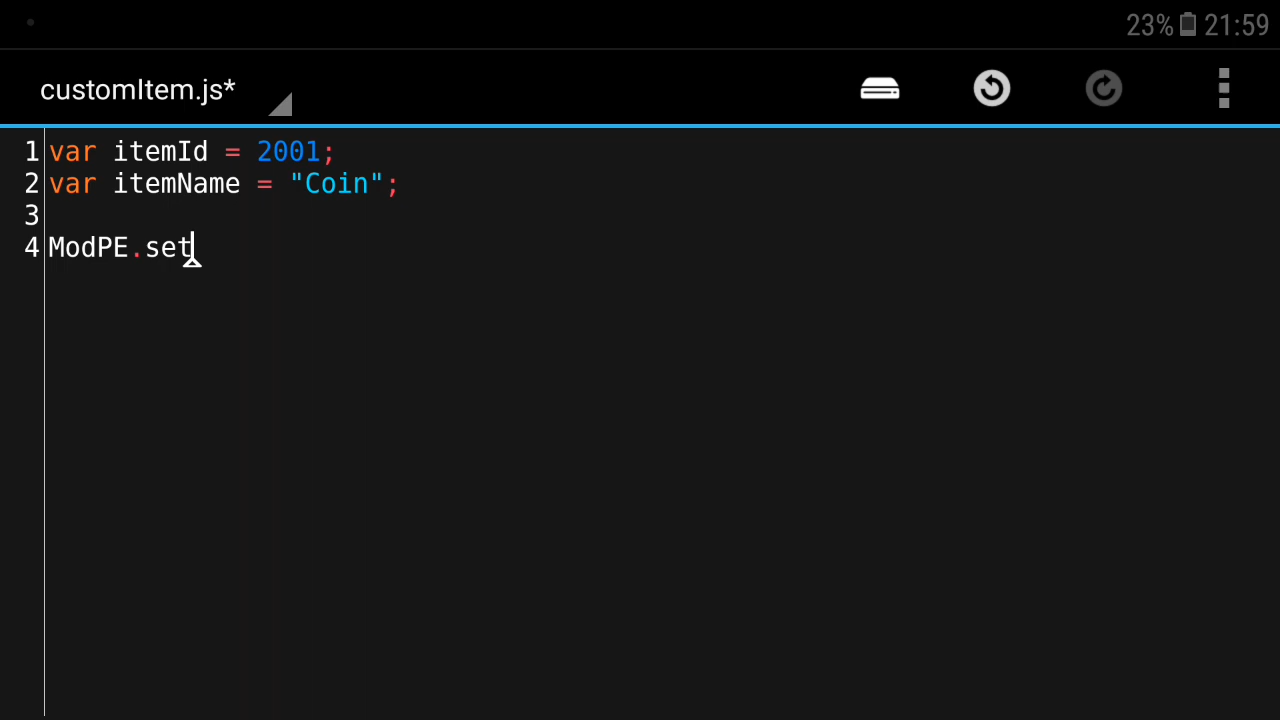 23% 21:59
customItem.js*
1 var itemId = 2001;
2 var itemName = "Coin";
3
4 ModPE.set